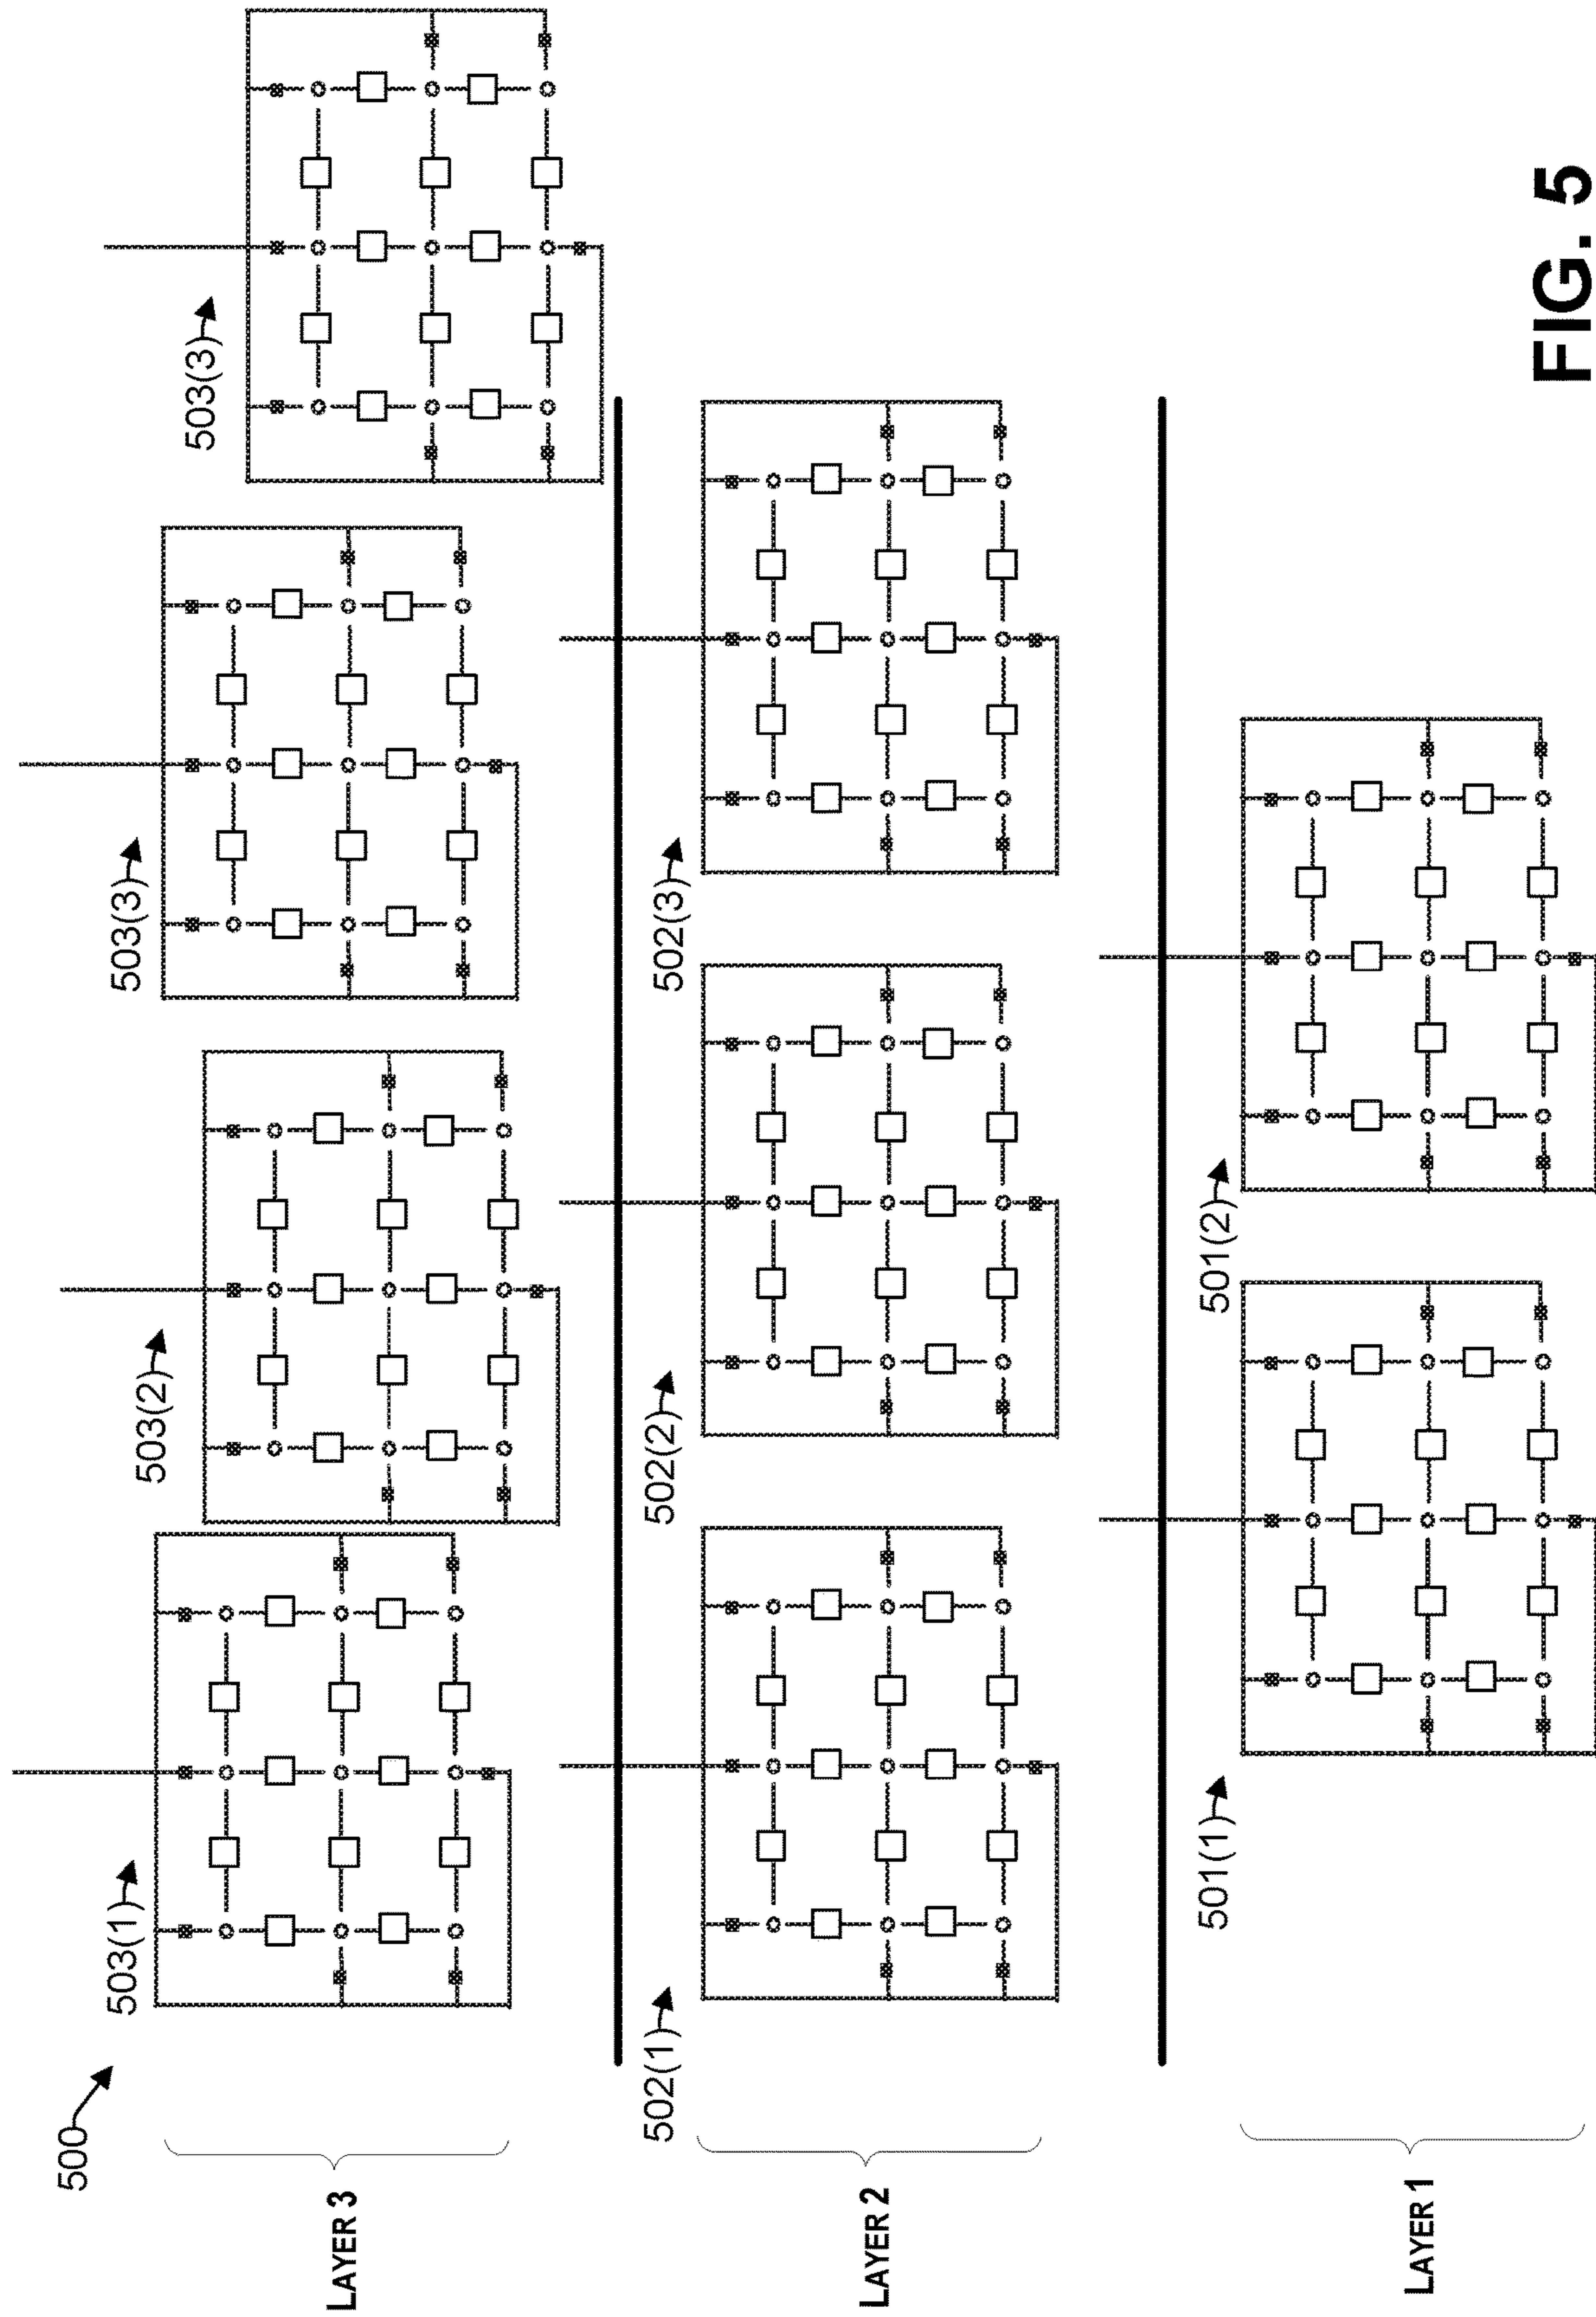 500
LAYER 3
503(1)
503(2)
503(3)
503(3)
LAYER 2
502(1)
502(2)
502(3)
LAYER 1
501(1)
501(2)
FIG. 5